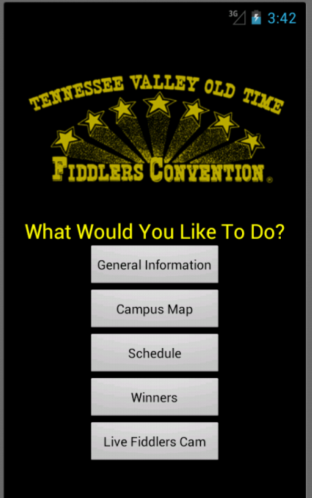 3G 3:42
TENNESSEE VALLEY OLD TIME
FIDDLERS CONVENTION®
What Would You Like To Do?
General Information
Campus Map
Schedule
Winners
Live Fiddlers Cam